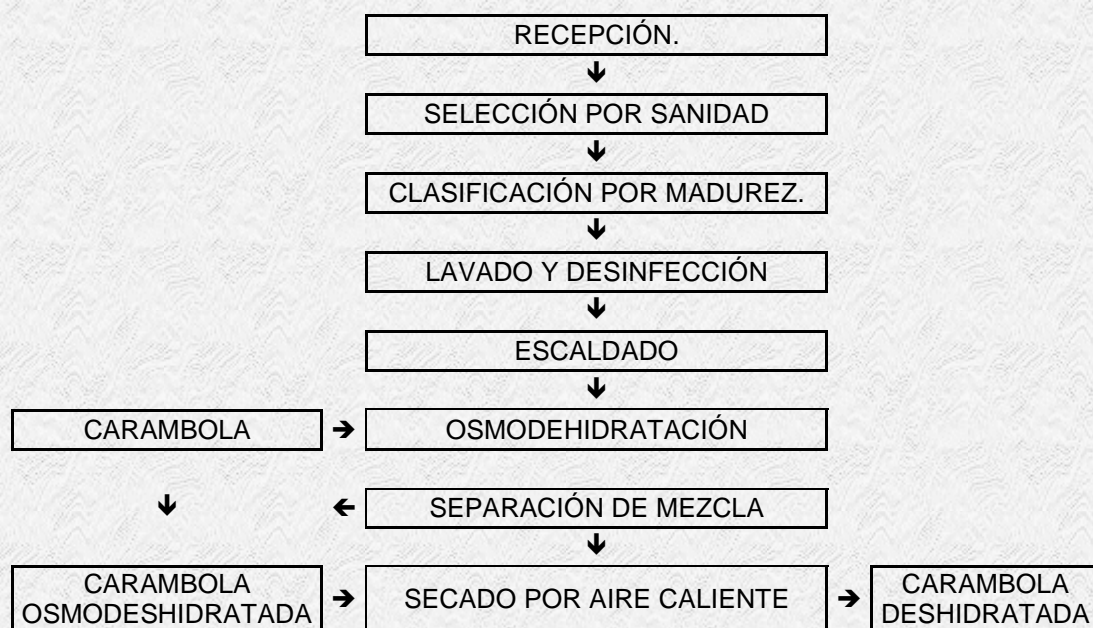 RECEPCIÓN.
SELECCIÓN POR SANIDAD
CLASIFICACIÓN POR MADUREZ.
LAVADO Y DESINFECCIÓN
ESCALDADO
CARAMBOLA
OSMODEHIDRATACIÓN
SEPARACIÓN DE MEZCLA
CARAMBOLA
OSMODESHIDRATADA
SECADO POR AIRE CALIENTE
CARAMBOLA
DESHIDRATADA